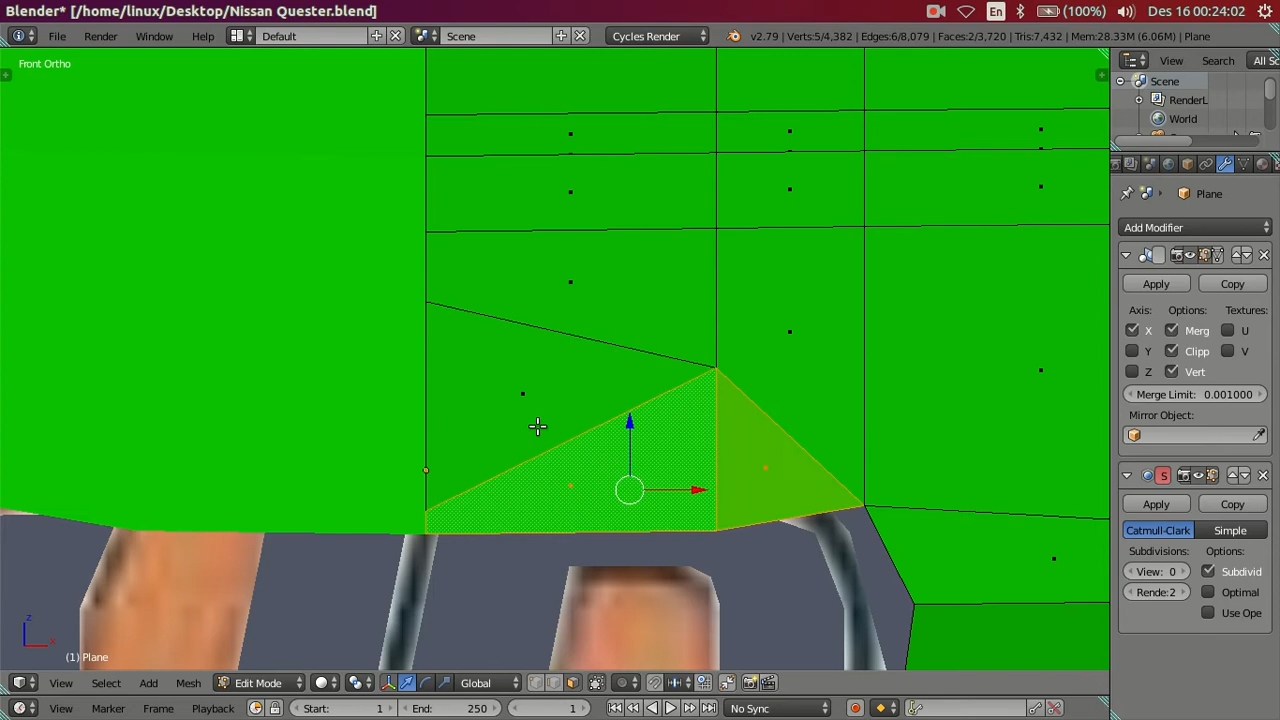 Blender* [/home/linux/Desktop/Nissan Quester.blend]
En
(100%)
Des 16 00:24:02
File Render Window Help
Default
Scene
Cycles Render
v2.79 | Verts:5/4,382 | Edges:6/8,079 | Faces:2/3,720 | Tris:7,432 | Mem:28.33M (6.06M) | Plane
Front Ortho
View Search All Sc
Scene
RenderL
World
Plane
Add Modifier
Apply Copy
Axis: Options: Textures:
X Merg U
Y Clipp V
Z Vert
Merge Limit: 0.001000
Mirror Object:
S
Apply Copy
Catmull-Clark Simple
Subdivisions: Options:
View: 0 Subdivid
Rende:2 Optimal
Use Ope
z
x
(1) Plane
View Select Add Mesh
Edit Mode
Global
View Marker Frame Playback
Start: 1
End: 250
1
No Sync